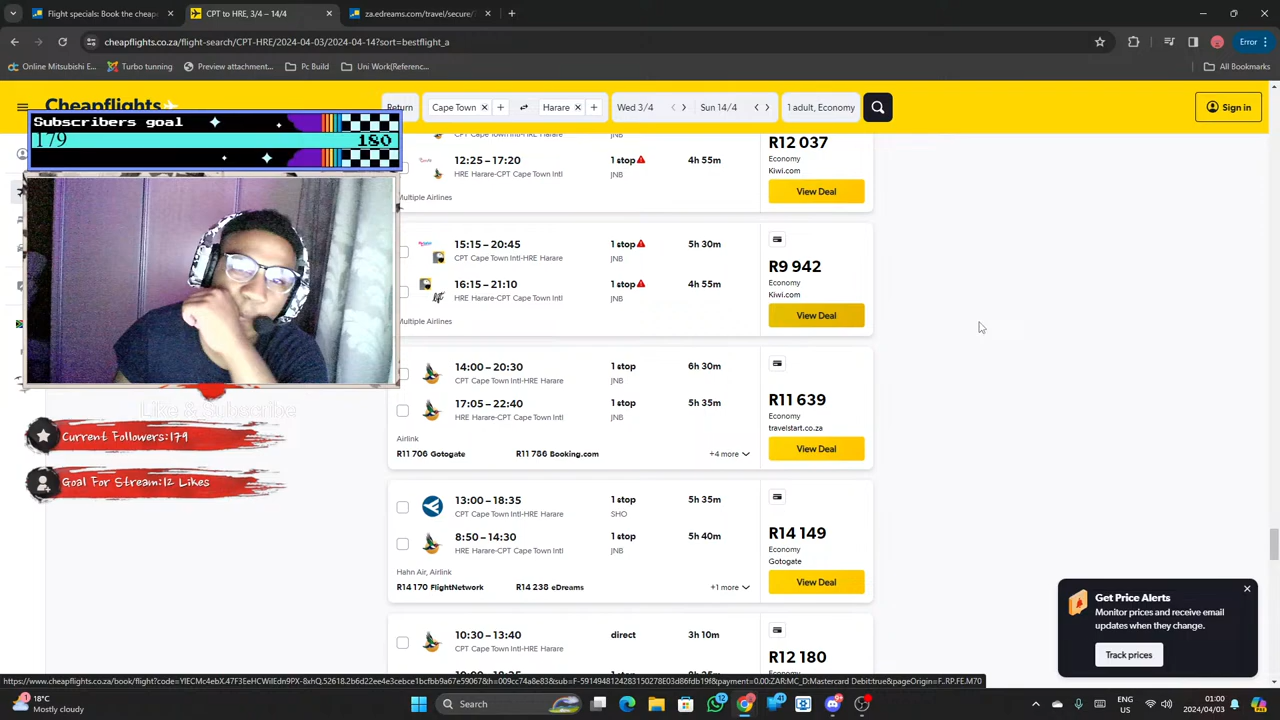 Flight specials: Book the cheap
CPT to HRE, 3/4 – 14/4
za.edreams.com/travel/secure/
cheapflights.co.za/flight-search/CPT-HRE/2024-04-03/2024-04-14?sort=bestflight_a
Error
Online Mitsubishi E...
Turbo tunning
Preview attachment...
Pc Build
Uni Work(Referenc...
All Bookmarks
Cheapflights
Return
Cape Town
Harare
Wed 3/4
Sun 14/4
1 adult, Economy
Sign in
Subscribers goal
179
180
CPT Cape Town Intl-HRE Harare
JNB
R12 037
12:25 – 17:20
1 stop
4h 55m
Economy
HRE Harare-CPT Cape Town Intl
JNB
Kiwi.com
View Deal
Multiple Airlines
15:15 – 20:45
1 stop
5h 30m
CPT Cape Town Intl-HRE Harare
JNB
R9 942
16:15 – 21:10
1 stop
4h 55m
Economy
HRE Harare-CPT Cape Town Intl
JNB
Kiwi.com
View Deal
Multiple Airlines
14:00 – 20:30
1 stop
6h 30m
CPT Cape Town Intl-HRE Harare
JNB
R11 639
17:05 – 22:40
1 stop
5h 35m
Economy
HRE Harare-CPT Cape Town Intl
JNB
travelstart.co.za
Airlink
View Deal
R11 706 Gotogate
R11 786 Booking.com
+4 more
Like & Subscribe
Current Followers:179
Goal For Stream:12 Likes
13:00 – 18:35
1 stop
5h 35m
CPT Cape Town Intl-HRE Harare
SHO
R14 149
8:50 – 14:30
1 stop
5h 40m
Economy
HRE Harare-CPT Cape Town Intl
JNB
Gotogate
Hahn Air, Airlink
View Deal
R14 170 FlightNetwork
R14 238 eDreams
+1 more
10:30 – 13:40
direct
3h 10m
CPT Cape Town Intl-HRE Harare
R12 180
Get Price Alerts
Monitor prices and receive email
updates when they change.
Track prices
18°C
Mostly cloudy
Search
12
41
ENG
US
01:00
2024/04/03